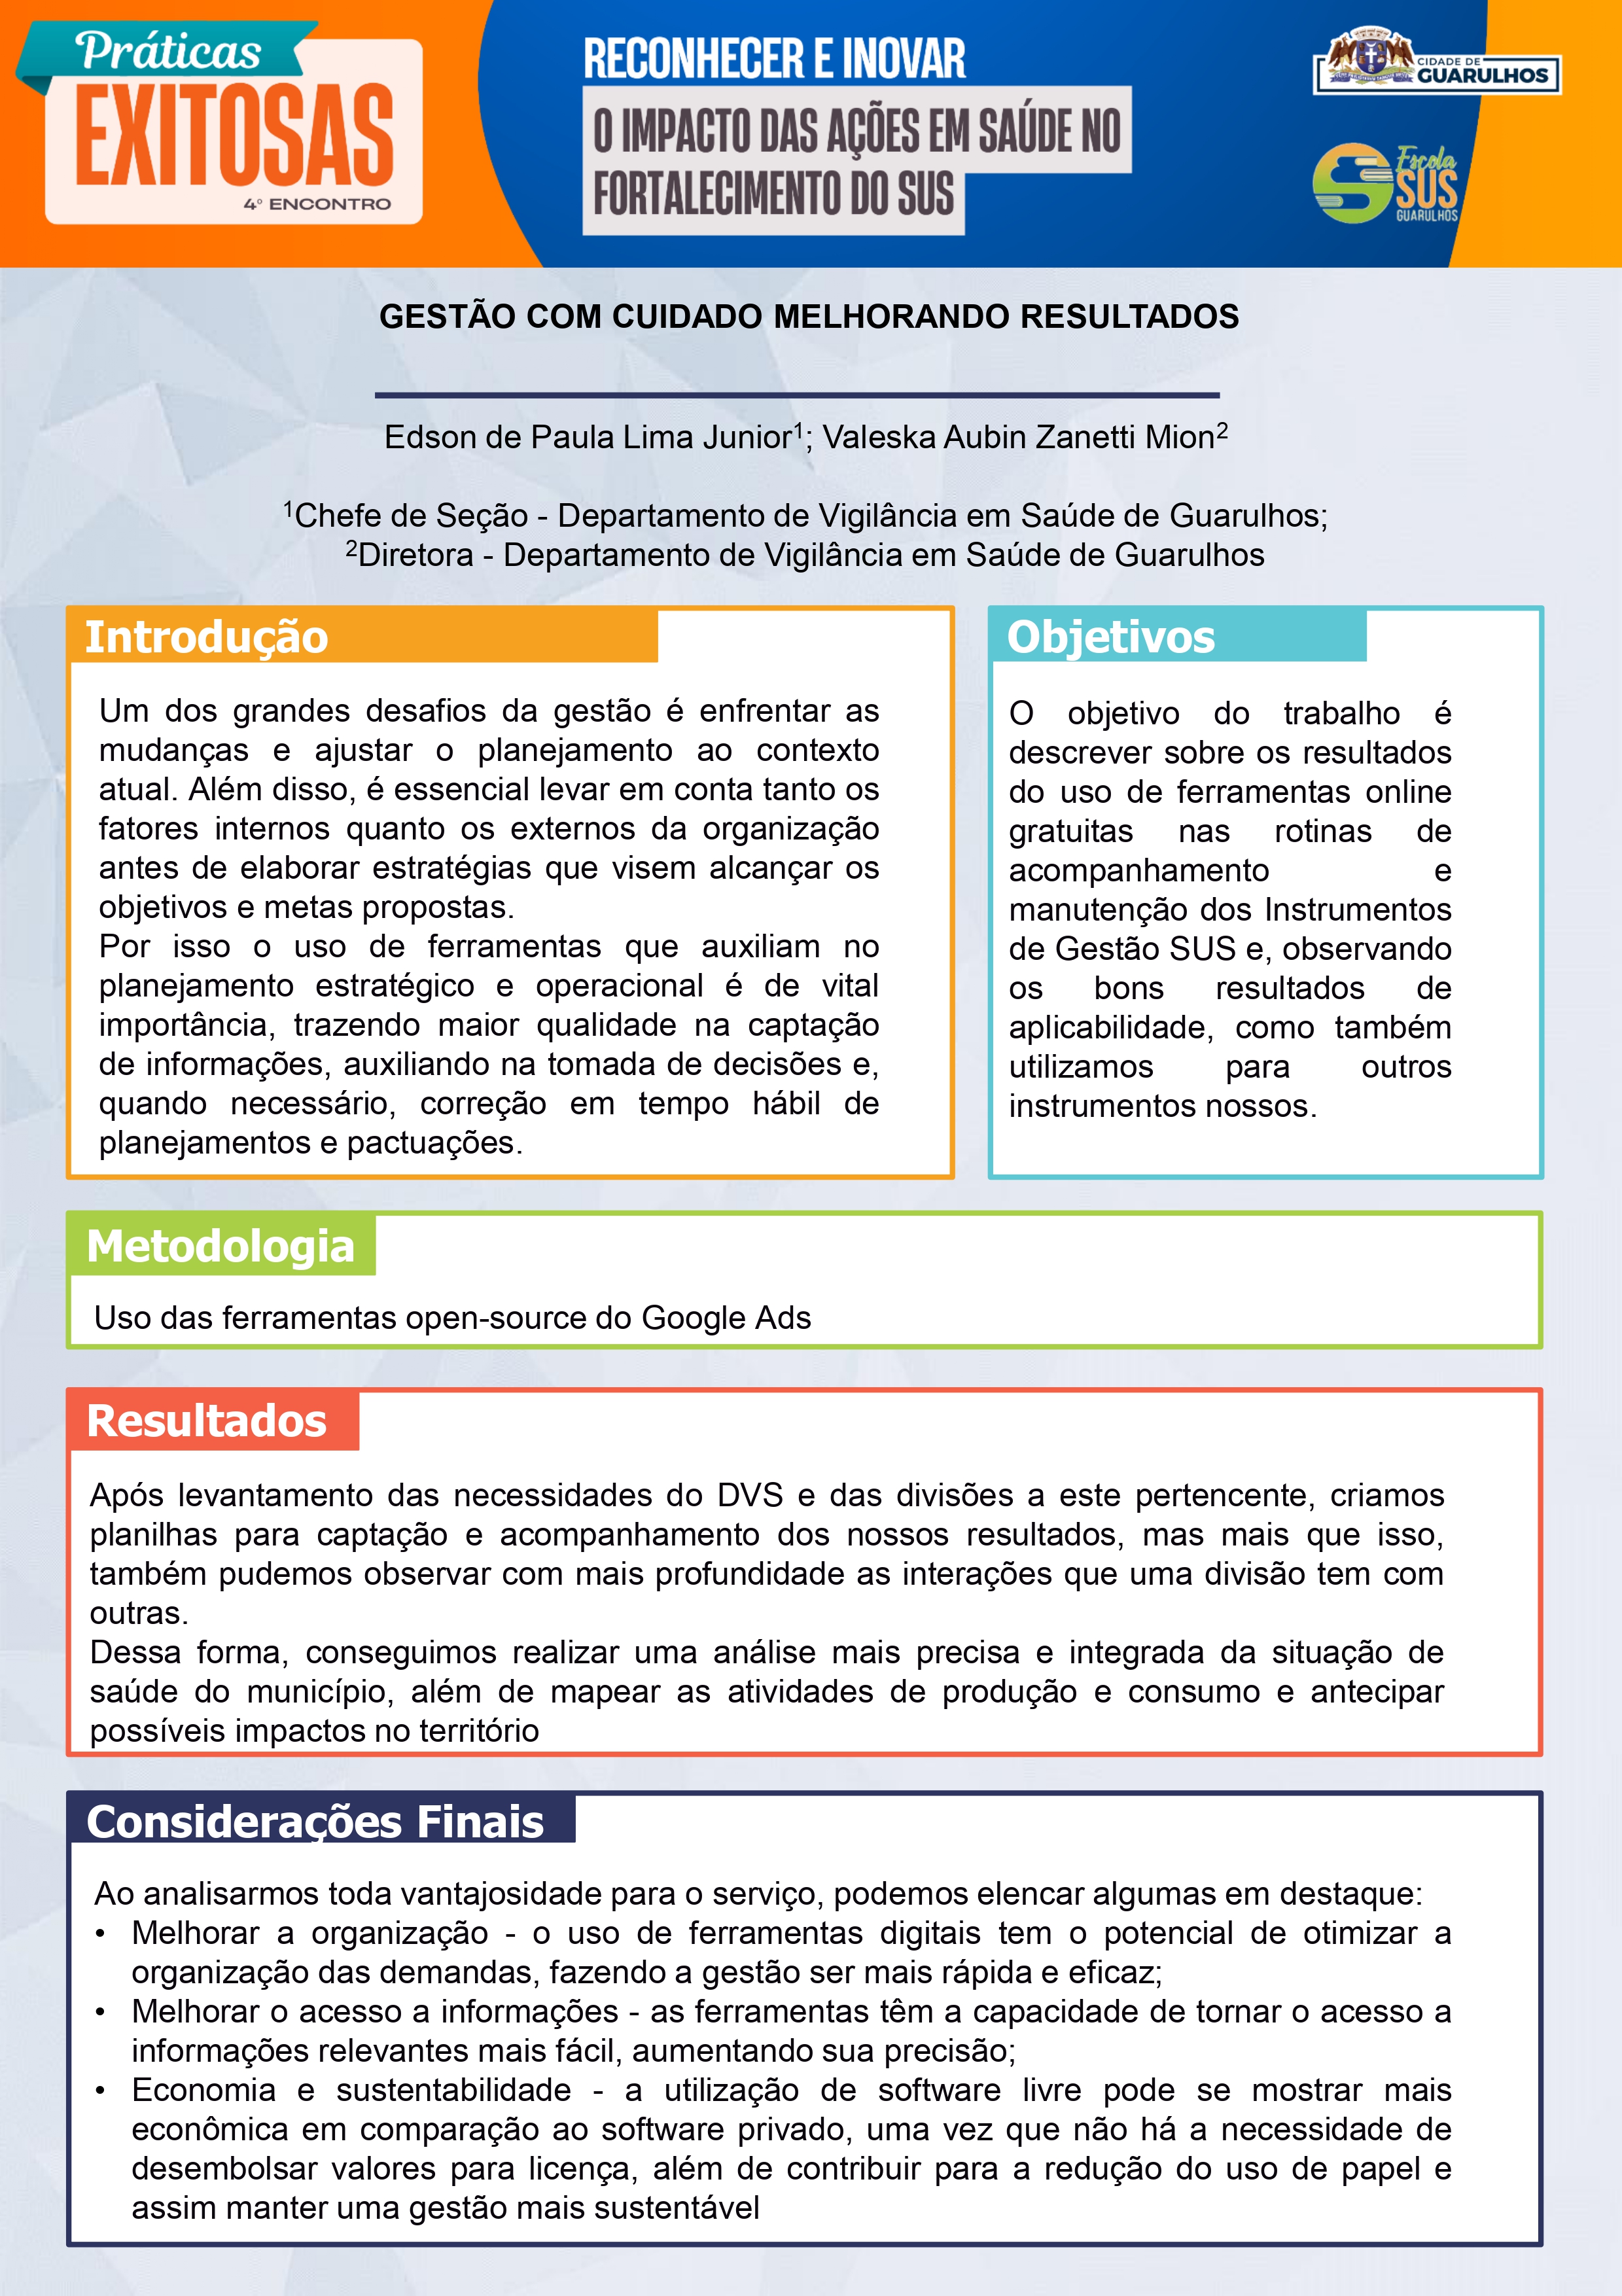 Práticas
EXITOSAS
4º ENCONTRO
RECONHECER E INOVAR
O IMPACTO DAS AÇÕES EM SAÚDE NO
FORTALECIMENTO DO SUS
CIDADE DE
GUARULHOS
Escola
SUS
GUARULHOS
GESTÃO COM CUIDADO MELHORANDO RESULTADOS
Edson de Paula Lima Junior¹; Valeska Aubin Zanetti Mion²
¹Chefe de Seção - Departamento de Vigilância em Saúde de Guarulhos;
²Diretora - Departamento de Vigilância em Saúde de Guarulhos
Introdução
Um dos grandes desafios da gestão é enfrentar as
mudanças e ajustar o planejamento ao contexto
atual. Além disso, é essencial levar em conta tanto os
fatores internos quanto os externos da organização
antes de elaborar estratégias que visem alcançar os
objetivos e metas propostas.
Por isso o uso de ferramentas que auxiliam no
planejamento estratégico e operacional é de vital
importância, trazendo maior qualidade na captação
de informações, auxiliando na tomada de decisões e,
quando necessário, correção em tempo hábil de
planejamentos e pactuações.
Objetivos
O objetivo do trabalho é
descrever sobre os resultados
do uso de ferramentas online
gratuitas nas rotinas de
acompanhamento e
manutenção dos Instrumentos
de Gestão SUS e, observando
os bons resultados de
aplicabilidade, como também
utilizamos para outros
instrumentos nossos.
Metodologia
Uso das ferramentas open-source do Google Ads
Resultados
Após levantamento das necessidades do DVS e das divisões a este pertencente, criamos
planilhas para captação e acompanhamento dos nossos resultados, mas mais que isso,
também pudemos observar com mais profundidade as interações que uma divisão tem com
outras.
Dessa forma, conseguimos realizar uma análise mais precisa e integrada da situação de
saúde do município, além de mapear as atividades de produção e consumo e antecipar
possíveis impactos no território
Considerações Finais
Ao analisarmos toda vantajosidade para o serviço, podemos elencar algumas em destaque:
• Melhorar a organização - o uso de ferramentas digitais tem o potencial de otimizar a
organização das demandas, fazendo a gestão ser mais rápida e eficaz;
• Melhorar o acesso a informações - as ferramentas têm a capacidade de tornar o acesso a
informações relevantes mais fácil, aumentando sua precisão;
• Economia e sustentabilidade - a utilização de software livre pode se mostrar mais
econômica em comparação ao software privado, uma vez que não há a necessidade de
desembolsar valores para licença, além de contribuir para a redução do uso de papel e
assim manter uma gestão mais sustentável